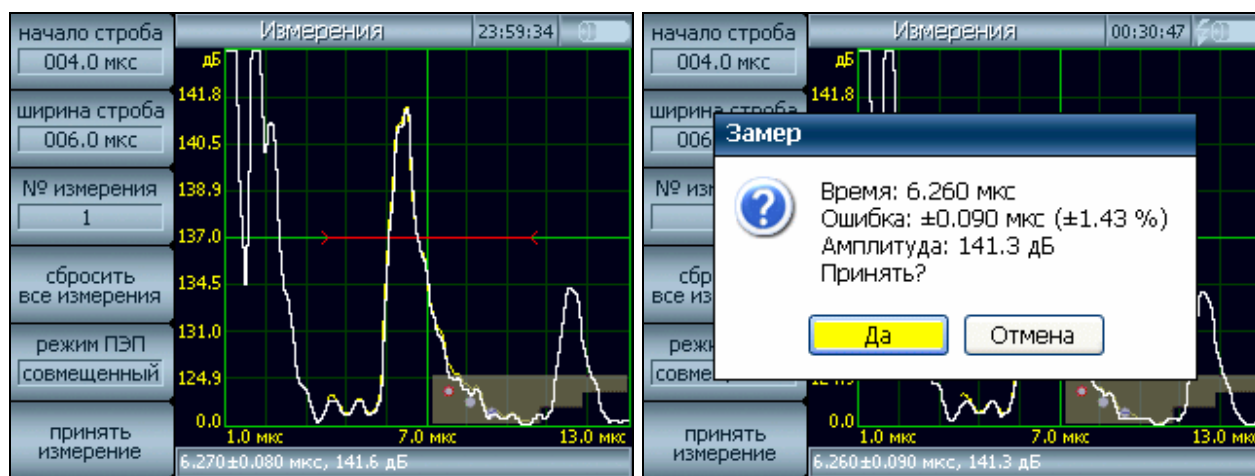 начало строба
004.0 мкс
ширина строба
006.0 мкс
№ измерения
1
сбросить
все измерения
режим ПЭП
совмещенный
принять
измерение
Измерения
23:59:34
дБ
141.8
140.5
138.9
137.0
134.5
131.0
124.9
0.0
1.0 мкс
7.0 мкс
13.0 мкс
6.270±0.080 мкс, 141.6 дБ
начало строба
004.0 мкс
ширина строба
006
№ изм
сбр
все из
режи
совме
принять
измерение
Измерения
00:30:47
дБ
141.8
Замер
Время: 6.260 мкс
Ошибка: ±0.090 мкс (±1.43 %)
Амплитуда: 141.3 дБ
Принять?
Да
Отмена
0.0
1.0 мкс
7.0 мкс
13.0 мк
6.260±0.090 мкс, 141.3 дБ